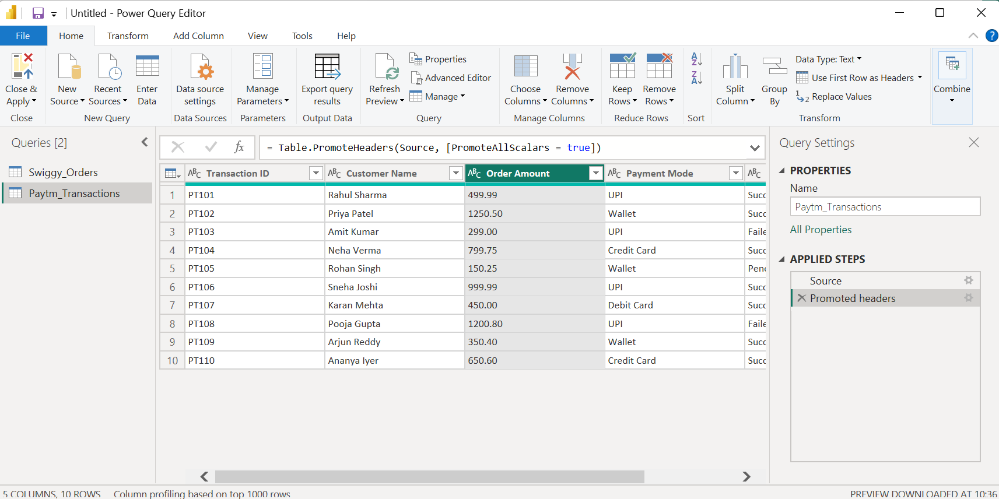 Untitled - Power Query Editor
File Home Transform Add Column View Tools Help
Close & Apply
New Source
Recent Sources
Enter Data
Data source settings
Manage Parameters
Export query results
Refresh Preview
Properties
Advanced Editor
Manage
Choose Columns
Remove Columns
Keep Rows
Remove Rows
Split Column
Group By
Data Type: Text
Use First Row as Headers
Replace Values
Combine
Close New Query Data Sources Parameters Output Data Query Manage Columns Reduce Rows Sort Transform
Queries [2]
Swiggy_Orders
Paytm_Transactions
fx = Table.PromoteHeaders(Source, [PromoteAllScalars = true])
ABC Transaction ID ABC Customer Name ABC Order Amount ABC Payment Mode ABC
1 PT101 Rahul Sharma 499.99 UPI Succ
2 PT102 Priya Patel 1250.50 Wallet Succ
3 PT103 Amit Kumar 299.00 UPI Faile
4 PT104 Neha Verma 799.75 Credit Card Succ
5 PT105 Rohan Singh 150.25 Wallet Pend
6 PT106 Sneha Joshi 999.99 UPI Succ
7 PT107 Karan Mehta 450.00 Debit Card Succ
8 PT108 Pooja Gupta 1200.80 UPI Faile
9 PT109 Arjun Reddy 350.40 Wallet Succ
10 PT110 Ananya Iyer 650.60 Credit Card Succ
Query Settings
PROPERTIES
Name
Paytm_Transactions
All Properties
APPLIED STEPS
Source
Promoted headers
5 COLUMNS, 10 ROWS Column profiling based on top 1000 rows PREVIEW DOWNLOADED AT 10:36